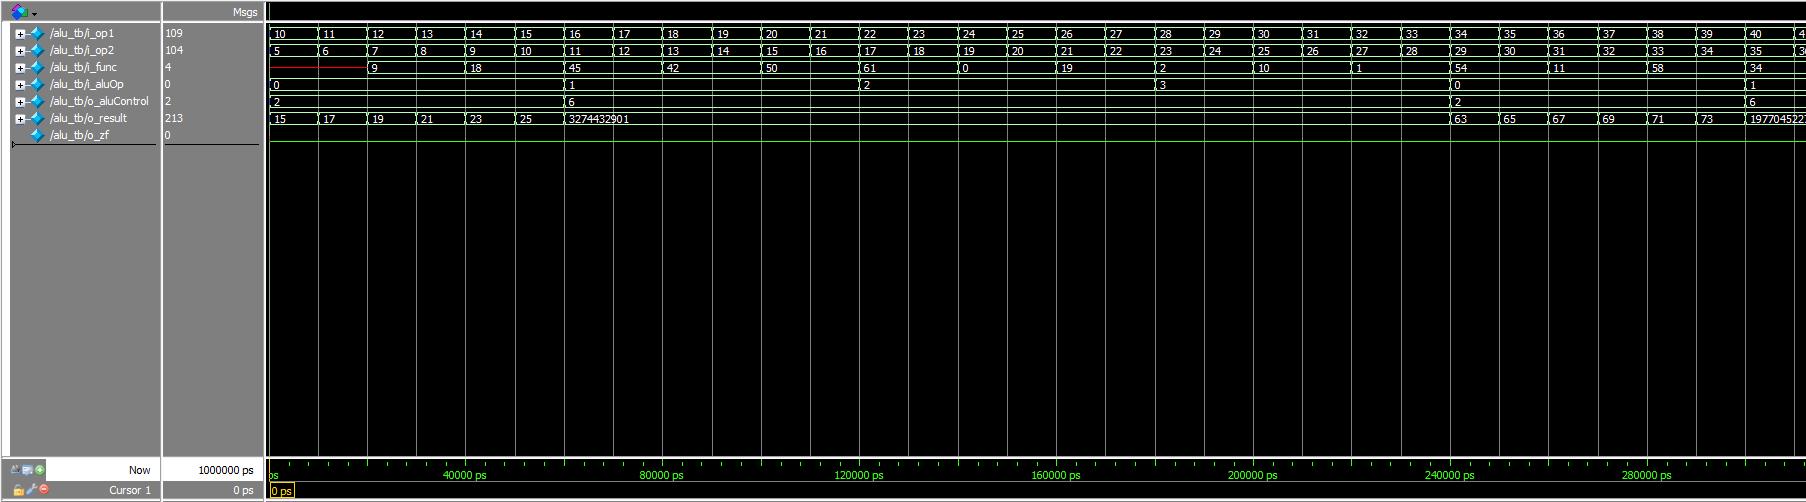 Msgs
/alu_tb/i_op1 109 10 11 12 13 14 15 16 17 18 19 20 21 22 23 24 25 26 27 28 29 30 31 32 33 34 35 36 37 38 39 40
/alu_tb/i_op2 104 5 6 7 8 9 10 11 12 13 14 15 16 17 18 19 20 21 22 23 24 25 26 27 28 29 30 31 32 33 34 35
/alu_tb/i_func 4 9 18 45 42 50 61 0 19 2 10 1 54 11 58 34
/alu_tb/i_aluOp 0 0 1 2 3 0 1
/alu_tb/o_aluControl 2 2 6 2 6
/alu_tb/o_result 213 15 17 19 21 23 25 3274432901 63 65 67 69 71 73 197704522
/alu_tb/o_zf 0
Now 1000000 ps ps 40000 ps 80000 ps 120000 ps 160000 ps 200000 ps 240000 ps 280000 ps
Cursor 1 0 ps 0 ps